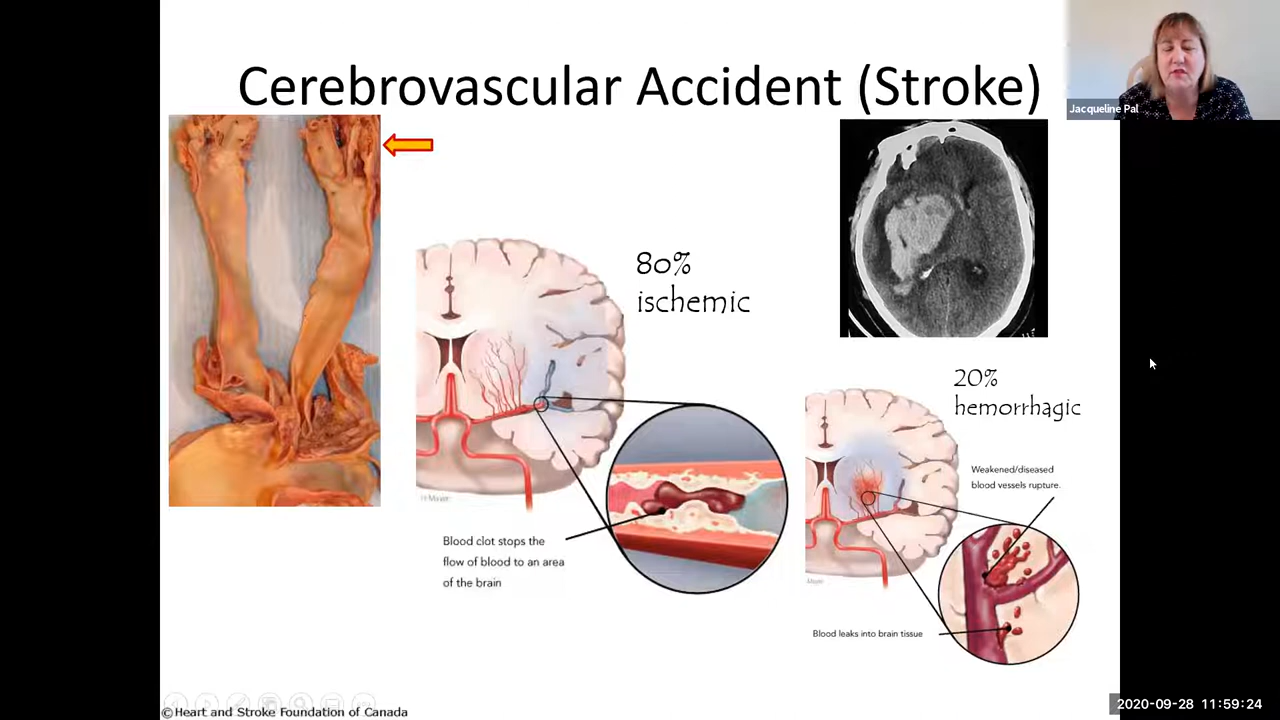 Cerebrovascular Accident (Stroke)
Jacqueline Pal
80%
ischemic
20%
hemorrhagic
Weakened/diseased
blood vessels rupture.
Blood clot stops the
flow of blood to an area
of the brain
Blood leaks into brain tissue
©Heart and Stroke Foundation of Canada
2020-09-28 11:59:24